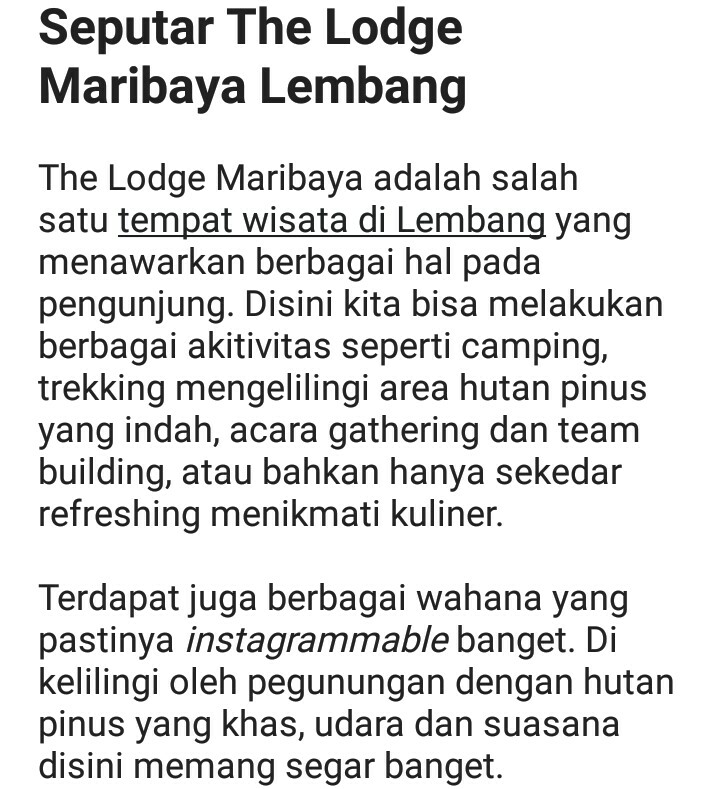 Seputar The Lodge
Maribaya Lembang
The Lodge Maribaya adalah salah
satu tempat wisata di Lembang yang
menawarkan berbagai hal pada
pengunjung. Disini kita bisa melakukan
berbagai akitivitas seperti camping,
trekking mengelilingi area hutan pinus
yang indah, acara gathering dan team
building, atau bahkan hanya sekedar
refreshing menikmati kuliner.
Terdapat juga berbagai wahana yang
pastinya instagrammable banget. Di
kelilingi oleh pegunungan dengan hutan
pinus yang khas, udara dan suasana
disini memang segar banget.